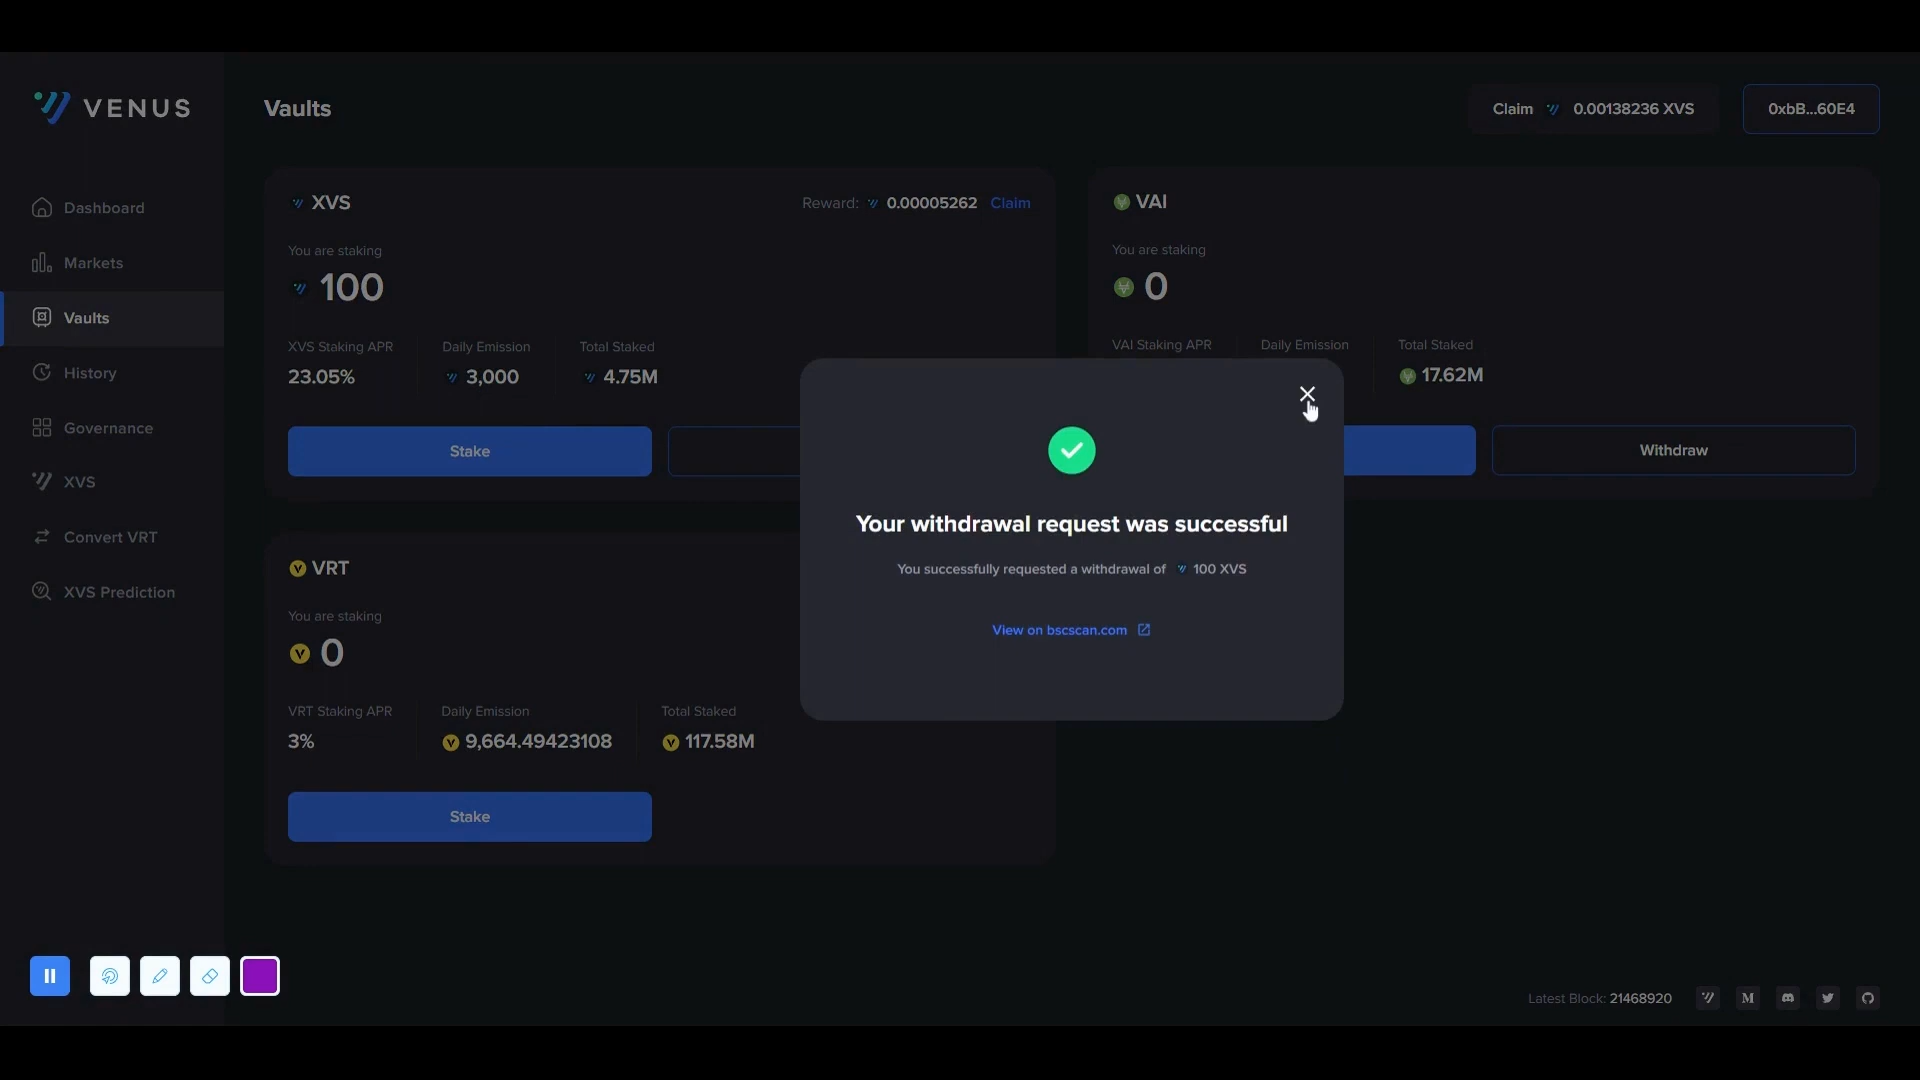 VENUS
Vaults
Claim 0.00138236 XVS
0xbB...60E4
Dashboard
Markets
Vaults
History
Governance
XVS
Convert VRT
XVS Prediction
XVS
Reward: 0.00005262 Claim
You are staking
100
XVS Staking APR Daily Emission Total Staked
23.05% 3,000 4.75M
Stake
VAI
You are staking
0
VAI Staking APR Daily Emission Total Staked
17.62M
Withdraw
Your withdrawal request was successful
You successfully requested a withdrawal of 100 XVS
View on bscscan.com
VRT
You are staking
0
VRT Staking APR Daily Emission Total Staked
3% 9,664.49423108 117.58M
Stake
Latest Block: 21468920